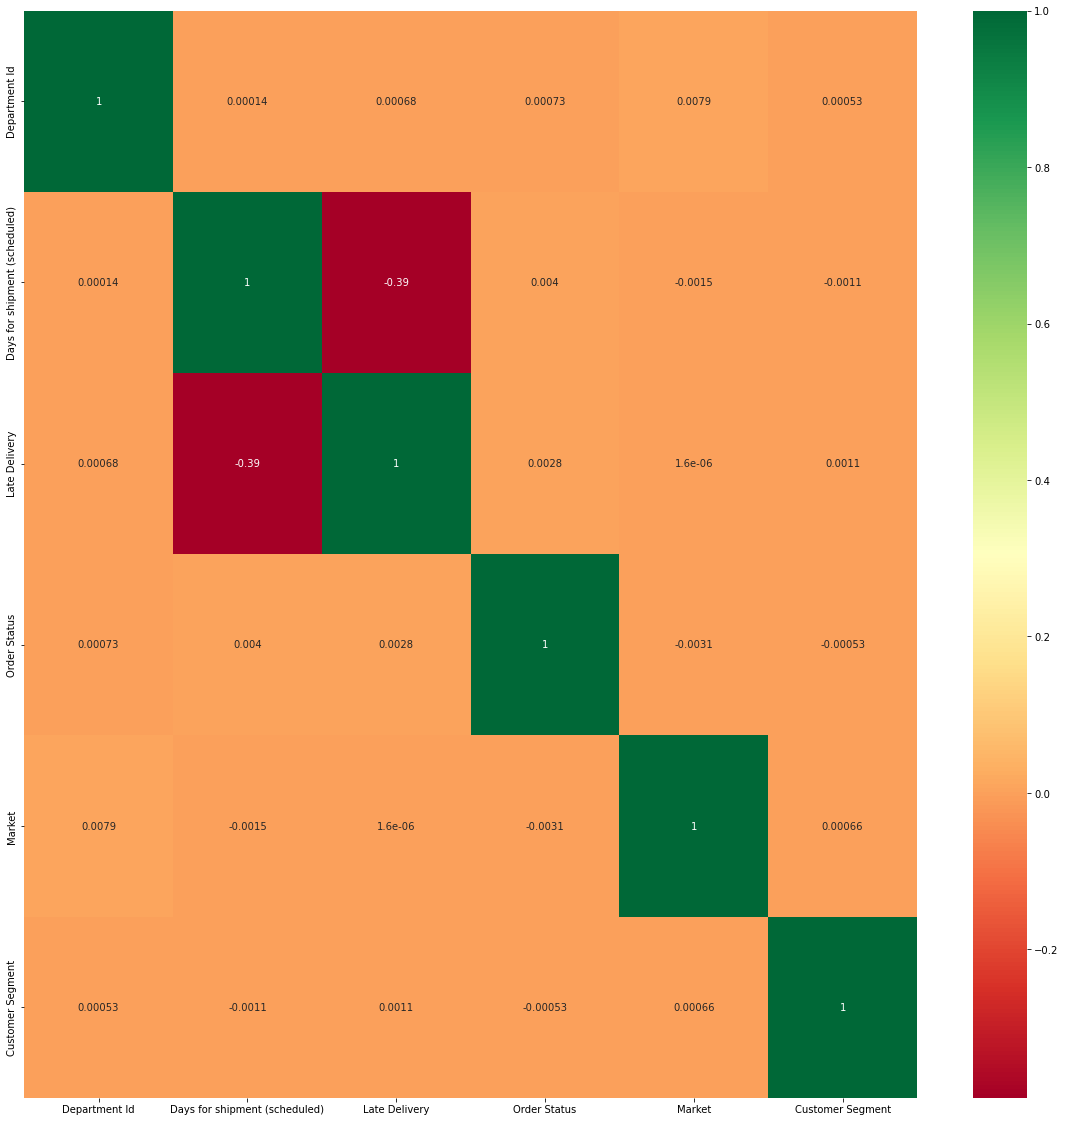 Department Id
1
0.00014
0.00068
0.00073
0.0079
0.00053
Days for shipment (scheduled)
0.00014
1
-0.39
0.004
-0.0015
-0.0011
Late Delivery
0.00068
-0.39
1
0.0028
1.6e-06
0.0011
Order Status
0.00073
0.004
0.0028
1
-0.0031
-0.00053
Market
0.0079
-0.0015
1.6e-06
-0.0031
1
0.00066
Customer Segment
0.00053
-0.0011
0.0011
-0.00053
0.00066
1
Department Id
Days for shipment (scheduled)
Late Delivery
Order Status
Market
Customer Segment
1.0
0.8
0.6
0.4
0.2
0.0
−0.2